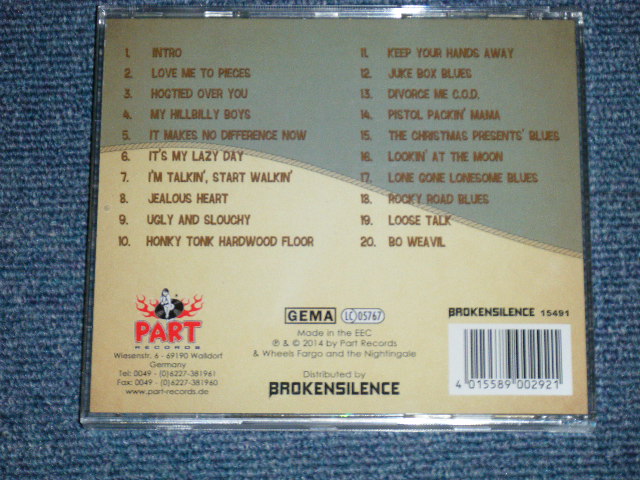 1. INTRO
2. LOVE ME TO PIECES
3. HOGTIED OVER YOU
4. MY HILLBILLY BOYS
5. IT MAKES NO DIFFERENCE NOW
6. IT'S MY LAZY DAY
7. I'M TALKIN', START WALKIN'
8. JEALOUS HEART
9. UGLY AND SLOUCHY
10. HONKY TONK HARDWOOD FLOOR
11. KEEP YOUR HANDS AWAY
12. JUKE BOX BLUES
13. DIVORCE ME C.O.D.
14. PISTOL PACKIN' MAMA
15. THE CHRISTMAS PRESENTS' BLUES
16. LOOKIN' AT THE MOON
17. LONE GONE LONESOME BLUES
18. ROCKY ROAD BLUES
19. LOOSE TALK
20. BO WEAVIL
PART
RECORDS
Wiesenstr. 6 - 69190 Walldorf
Germany
Tel: 0049 - (0)6227-381961
Fax: 0049 - (0)6227-381960
www.part-records.de
GEMA LC 05767
Made in the EEC
℗ & © 2014 by Part Records
& Wheels Fargo and the Nightingale
Distributed by
BROKENSILENCE
BROKENSILENCE 15491
4 015589 002921